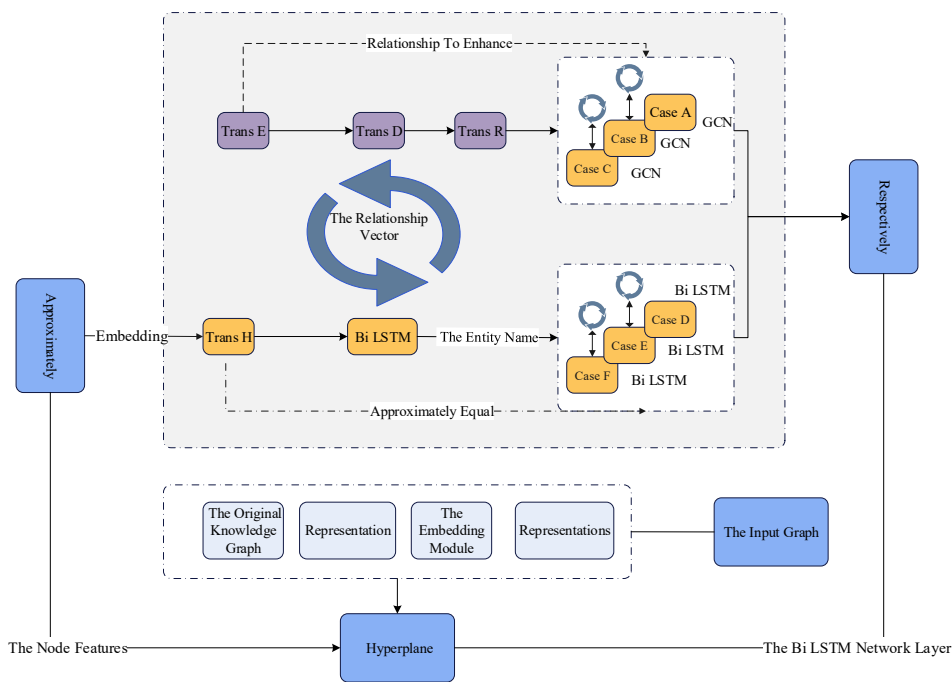 Relationship To Enhance
Trans E
Trans D
Trans R
Case A
GCN
Case B
GCN
Case C
GCN
The Relationship
Vector
Respectively
Approximately
Embedding
Trans H
Bi LSTM
The Entity Name
Bi LSTM
Case D
Case E
Bi LSTM
Case F
Bi LSTM
Approximately Equal
The Original
Knowledge
Graph
Representation
The
Embedding
Module
Representations
The Input Graph
The Node Features
Hyperplane
The Bi LSTM Network Layer